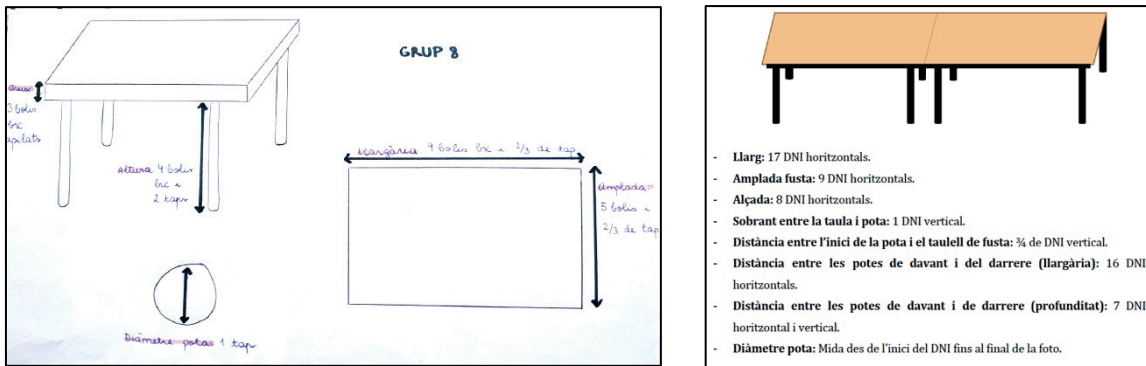 GRUP 8
3 bolis
bic
apilats
Altura 4 bolis
bic i
2 taps
Diàmetre potas 1 tap
Llargària 9 bolis bic i 2/3 de tap
Amplada=
5 bolis i
2/3 de tap
- Llarg: 17 DNI horitzontals.
- Amplada fusta: 9 DNI horitzontals.
- Alçada: 8 DNI horitzontals.
- Sobrant entre la taula i pota: 1 DNI vertical.
- Distància entre l'inici de la pota i el taulell de fusta: ¾ de DNI vertical.
- Distància entre les potes de davant i del darrere (llargària): 16 DNI
horitzontals.
- Distància entre les potes de davant i de darrere (profunditat): 7 DNI
horitzontal i vertical.
- Diàmetre pota: Mida des de l'inici del DNI fins al final de la foto.